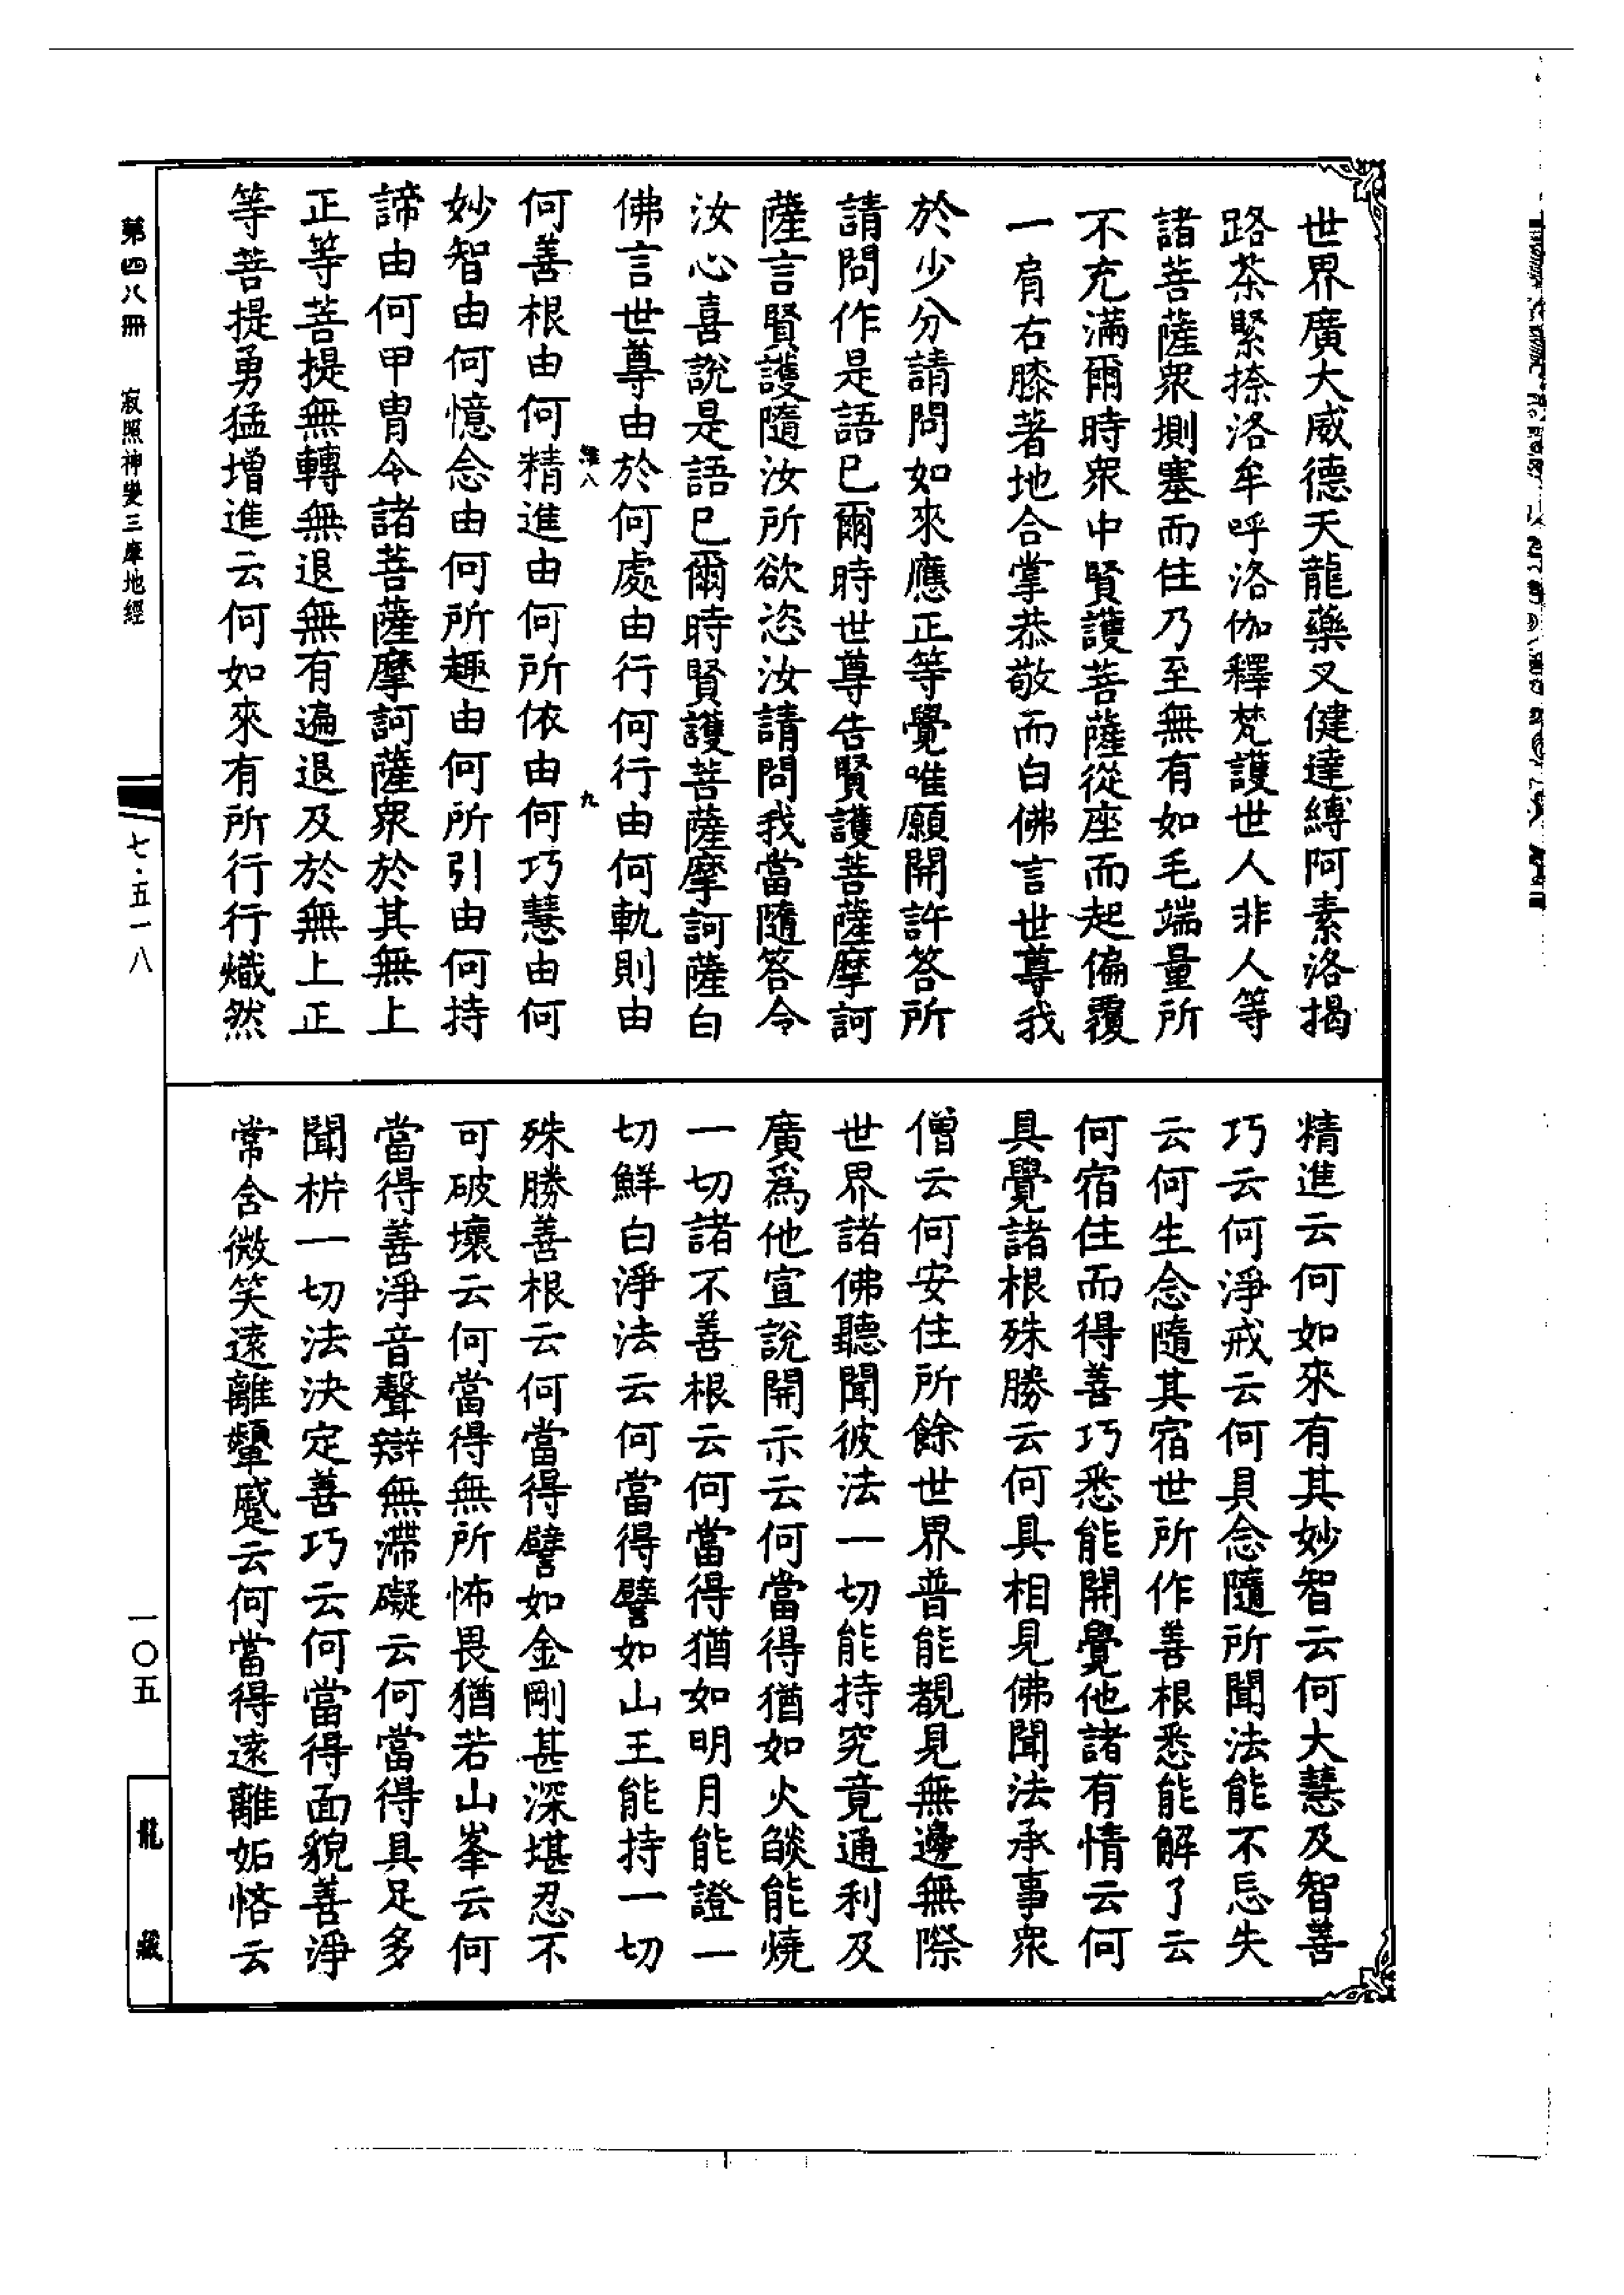 世界廣大威德天龍藥叉健達縛阿素洛揭
路茶緊捺洛牟呼洛伽釋梵護世人非人等
諸菩薩衆㨝塞而住乃至無有如毛端量所
不充滿爾時衆中賢護菩薩從座而起偏覆
一肩右膝著地合掌恭敬而白佛言世尊我
於少分請問如來應正等覺唯願開許答所
請問作是語已爾時世尊告賢護菩薩摩訶
薩言賢護隨汝所欲恣汝請問我當隨答令
汝心喜說是語已爾時賢護菩薩摩訶薩白
佛言世尊由於何處由行何行由何軌則由
何善根由何精進由何所依由何巧慧由何
妙智由何憶念由何所趣由何所引由何持
諦由何甲冑令諸菩薩摩訶薩衆於其無上
正等菩提無轉無退無有遍退及於無上正
等菩提勇猛增進云何如來有所行行熾然
精進云何如來有其妙智云何大慧及智善
巧云何淨戒云何具念隨所聞法能不忘失
云何生念隨其宿世所作善根悉能解了云
何宿住而得善巧悉能開覺他諸有情云何
具覺諸根殊勝云何具相見佛聞法承事衆
僧云何安住所餘世界普能覩見無邊無際
世界諸佛聽聞彼法一切能持究竟通利及
廣爲他宣說開示云何當得猶如火燄能燒
一切諸不善根云何當得猶如明月能證一
切鮮白淨法云何當得譬如山王能持一切
殊勝善根云何當得譬如金剛甚深堪忍不
可破壞云何當得無所怖畏猶若山峯云何
當得善淨音聲辯無滯礙云何當得具足多
聞析一切法決定善巧云何當得面貌善淨
常含微笑遠離顰蹙云何當得遠離妬悋云
九
第四八冊　寂照神變三摩地經
七·五一八
一〇五
龍藏